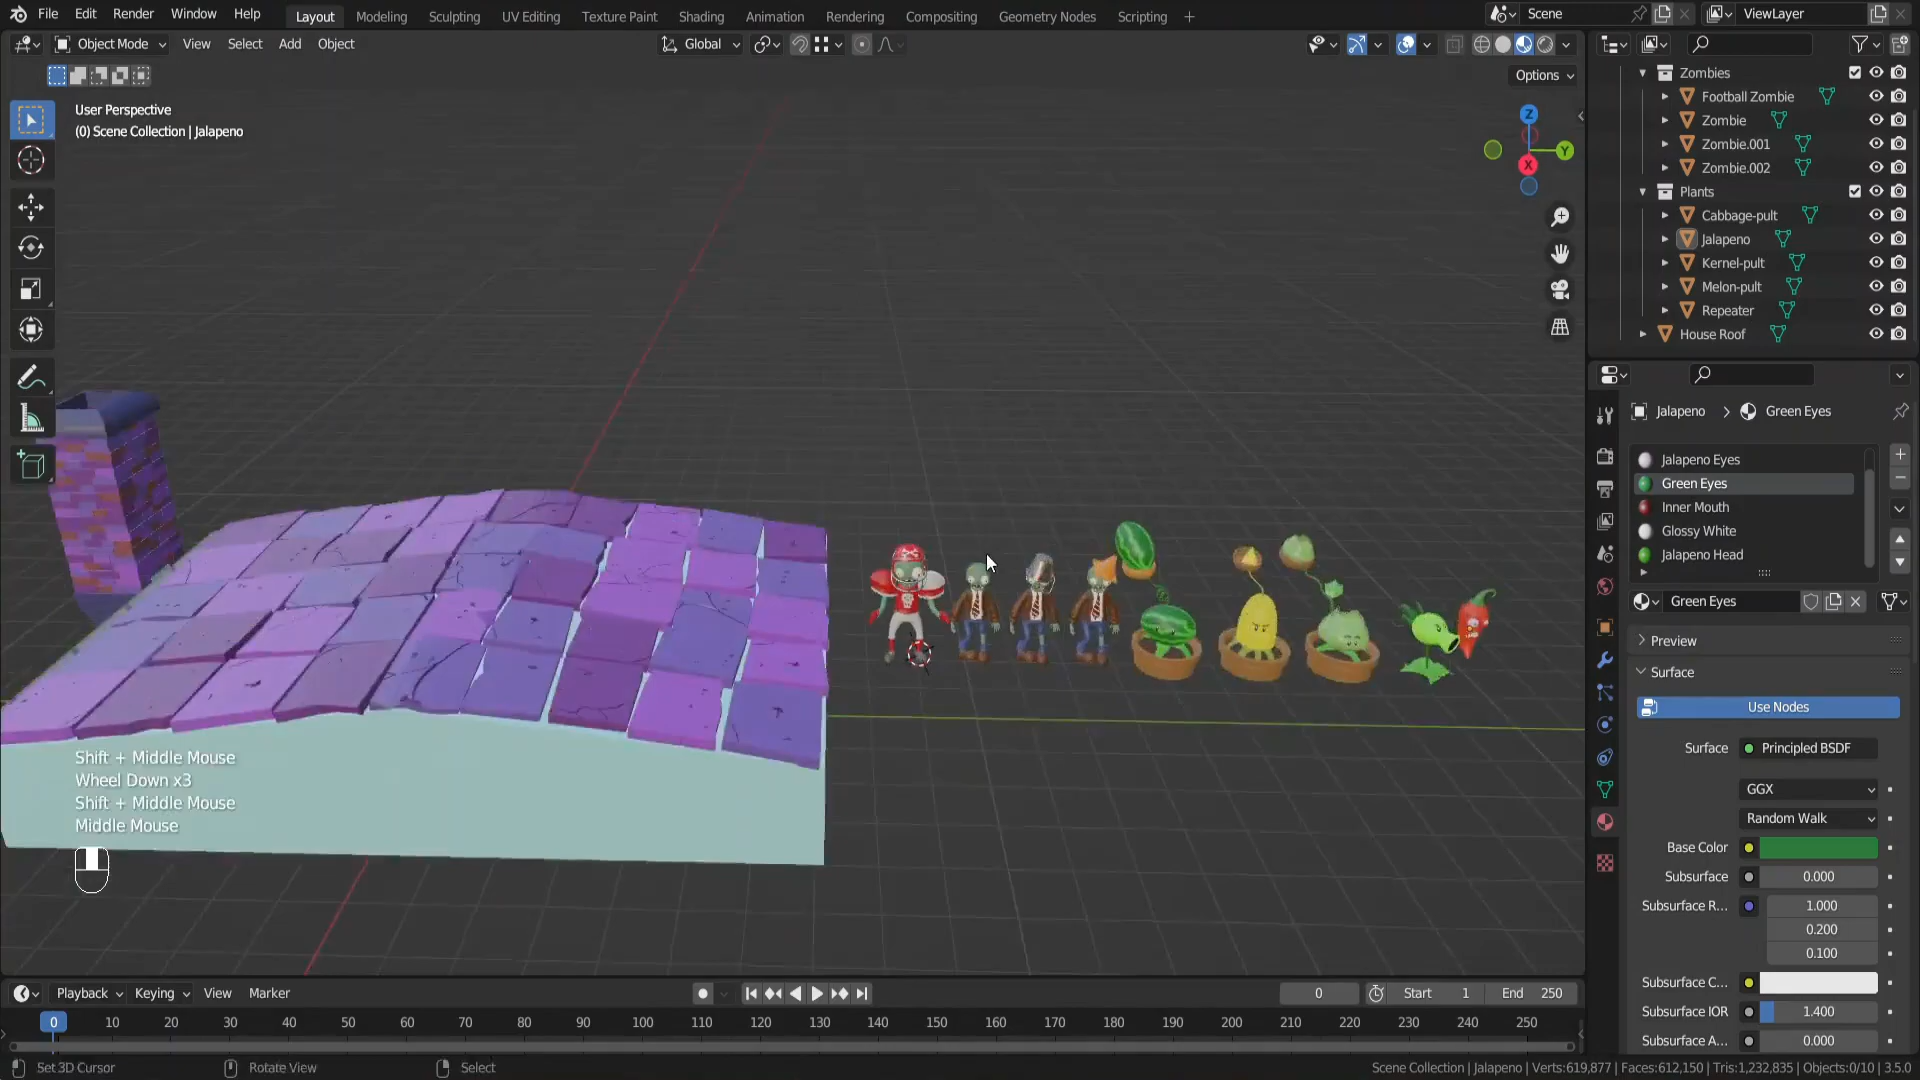 File Edit Render Window Help Layout Modeling Sculpting UV Editing Texture Paint Shading Animation Rendering Compositing Geometry Nodes Scripting + Scene ViewLayer
Object Mode View Select Add Object Global
Options
User Perspective
(0) Scene Collection | Jalapeno
Z
Y
X
Shift + Middle Mouse
Wheel Down x3
Shift + Middle Mouse
Middle Mouse
Zombies
Football Zombie
Zombie
Zombie.001
Zombie.002
Plants
Cabbage-pult
Jalapeno
Kernel-pult
Melon-pult
Repeater
House Roof
Jalapeno > Green Eyes
Jalapeno Eyes
Green Eyes
Inner Mouth
Glossy White
Jalapeno Head
Green Eyes
Preview
Surface
Use Nodes
Surface Principled BSDF
GGX
Random Walk
Base Color
Subsurface 0.000
Subsurface R... 1.000
0.200
0.100
Subsurface C...
Subsurface IOR 1.400
Subsurface A... 0.000
Playback Keying View Marker 0 Start 1 End 250
0 10 20 30 40 50 60 70 80 90 100 110 120 130 140 150 160 170 180 190 200 210 220 230 240 250
Set 3D Cursor Rotate View Select Scene Collection | Jalapeno | Verts:619,877 | Faces:612,150 | Tris:1,232,835 | Objects:0/10 | 3.5.0